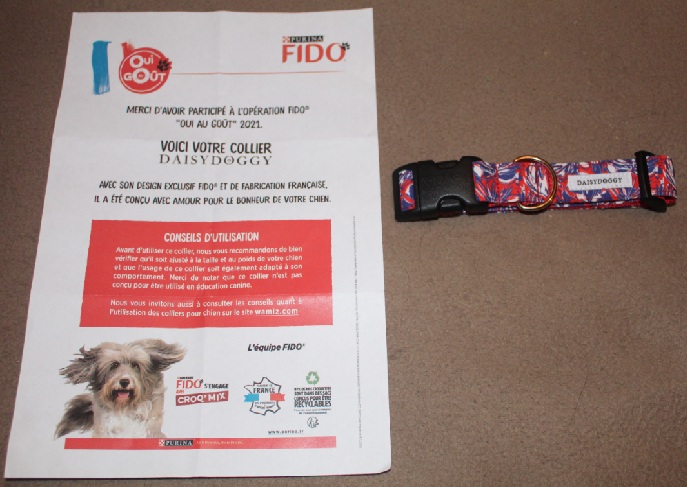 OUI
AU
GOÛT
PURINA
FIDO®
MERCI D'AVOIR PARTICIPÉ À L'OPÉRATION FIDO®
"OUI AU GOÛT" 2021.
VOICI VOTRE COLLIER
DAISYDOGGY
AVEC SON DESIGN EXCLUSIF FIDO® ET DE FABRICATION FRANÇAISE,
IL A ÉTÉ CONÇU AVEC AMOUR POUR LE BONHEUR DE VOTRE CHIEN.
CONSEILS D'UTILISATION
Avant d'utiliser ce collier, nous vous recommandons de bien
vérifier qu'il soit ajusté à la taille et au poids de votre chien
et que l'usage de ce collier soit également adapté à son
comportement. Merci de noter que ce collier n'est pas
conçu pour être utilisé en éducation canine.
Nous vous invitons aussi à consulter les conseils quant à
l'utilisation des colliers pour chien sur le site wamiz.com
L'équipe FIDO®
FIDO S'ENGAGE
AVEC
CROQ' MIX
FRANCE
RECYCLABLES
www.purina.fr
PURINA
DAISYDOGGY